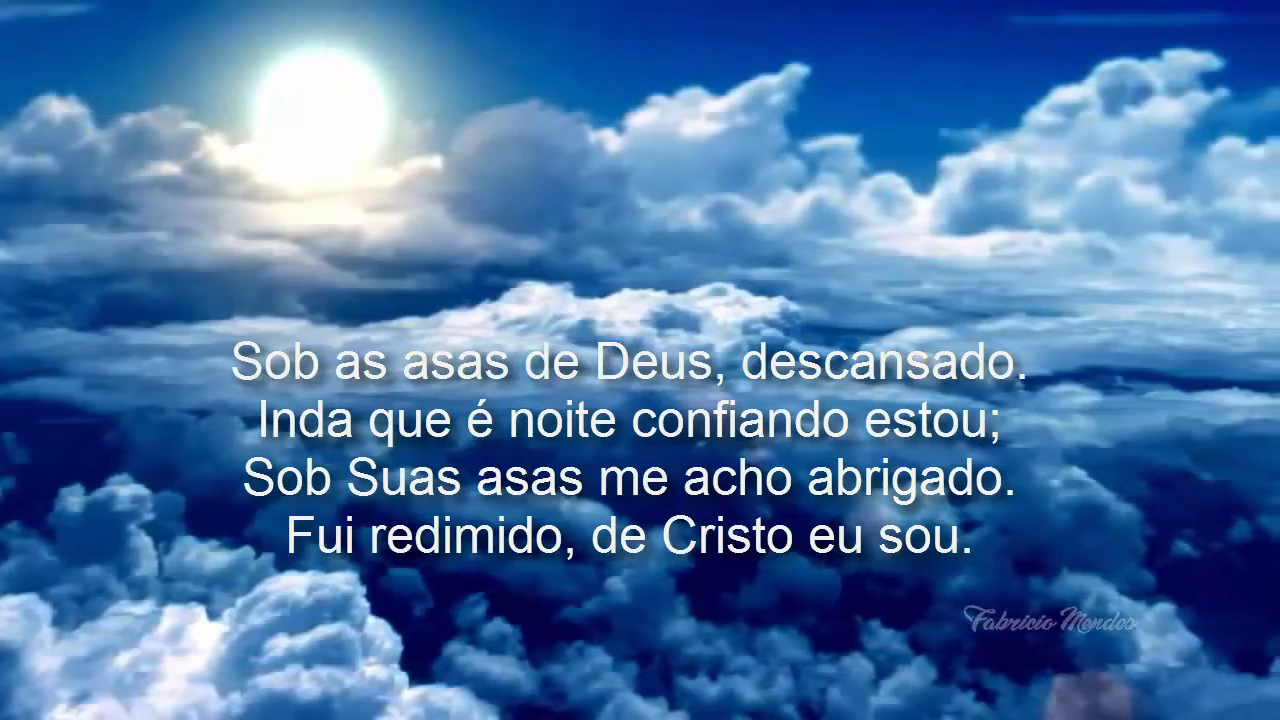 Sob as asas de Deus, descansado.
Inda que é noite confiando estou;
Sob Suas asas me acho abrigado.
Fui redimido, de Cristo eu sou.
Fabricio Mendes